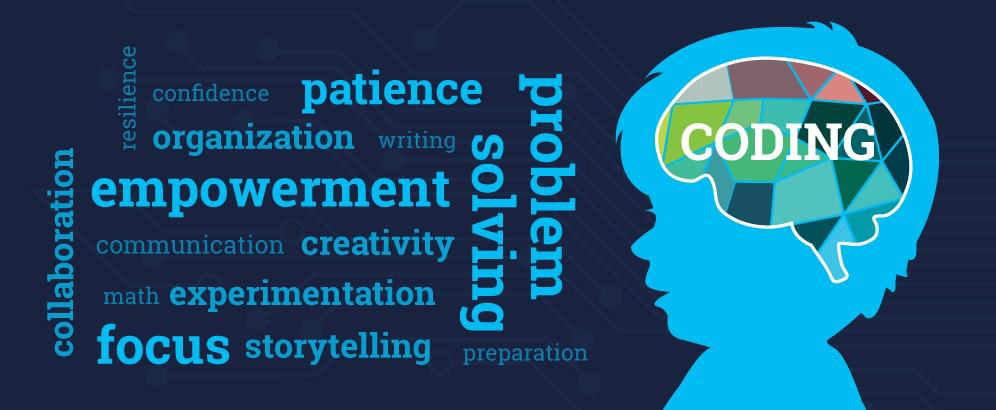 resilience
confidence
patience
organization
writing
empowerment
collaboration
communication
creativity
math
experimentation
focus
storytelling
problem
solving
preparation
CODING